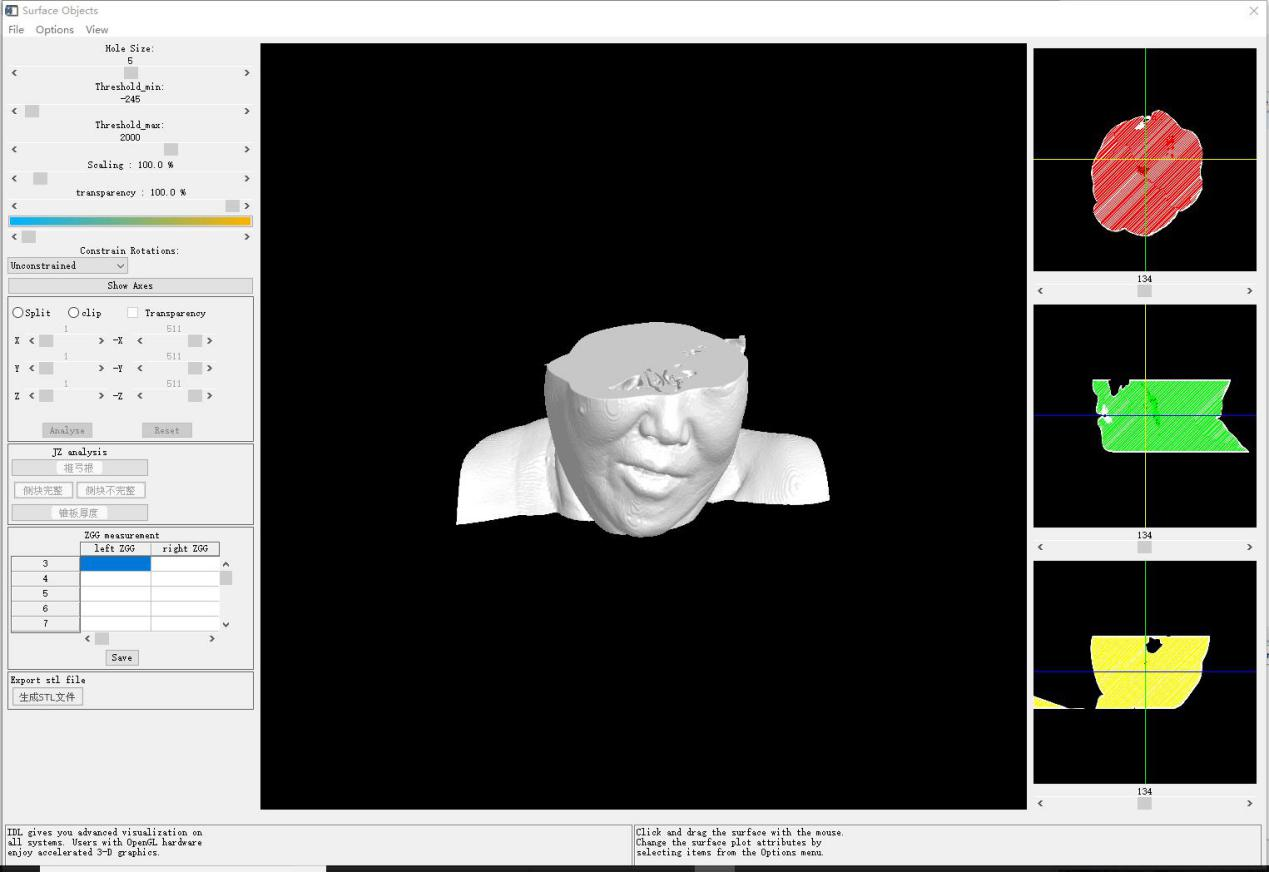 Surface Objects
File Options View
Hole Size:
5
Threshold_min:
-245
Threshold_max:
2000
Scaling : 100.0 %
transparency : 100.0 %
Constrain Rotations:
Unconstrained
Show Axes
Split clip Transparency
1 511
X -X
1 511
Y -Y
1 511
Z -Z
Analyze Reset
JZ analysis
椎弓根
侧块完整 侧块不完整
锥板厚度
ZGG measurement
left ZGG right ZGG
3
4
5
6
7
Save
Export stl file
生成STL文件
134
134
134
IDL gives you advanced visualization on
all systems. Users with OpenGL hardware
enjoy accelerated 3-D graphics.
Click and drag the surface with the mouse.
Change the surface plot attributes by
selecting items from the Options menu.